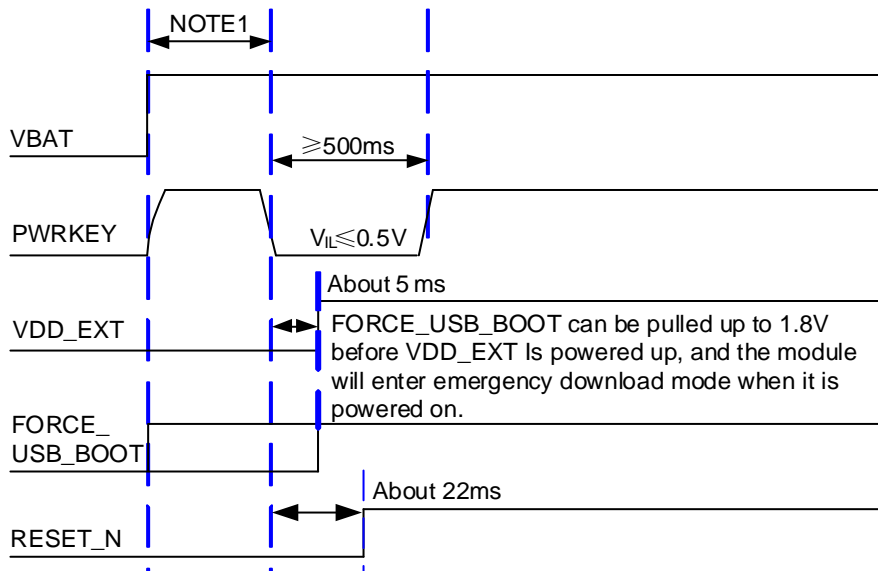 NOTE1
VBAT
≥500ms
PWRKEY
VIL≤0.5V
About 5 ms
VDD_EXT
FORCE_USB_BOOT can be pulled up to 1.8V
before VDD_EXT Is powered up, and the module
will enter emergency download mode when it is
powered on.
FORCE_
USB_BOOT
About 22ms
RESET_N